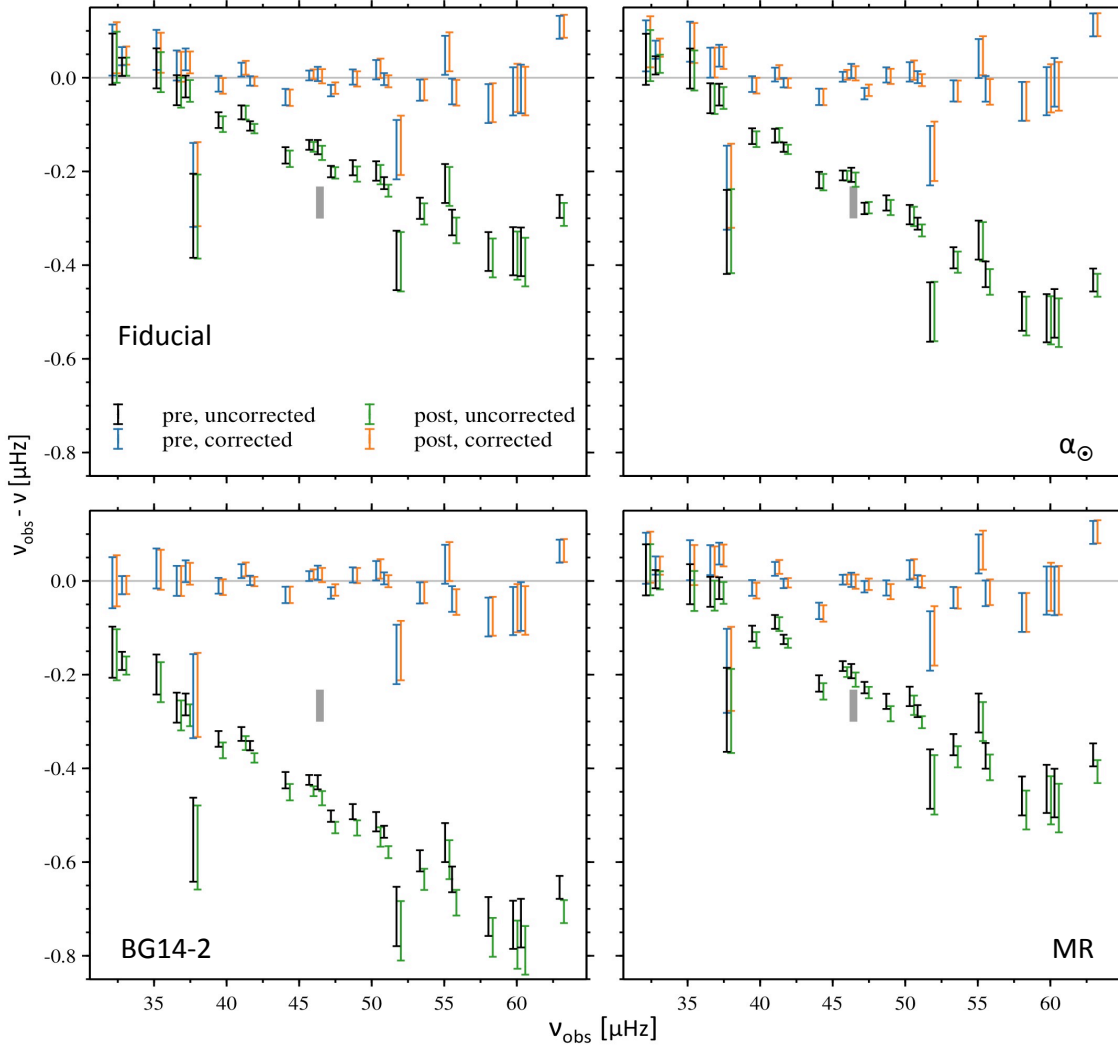 0.0
-0.2
-0.4
-0.6
-0.8
Fiducial
pre, uncorrected
post, uncorrected
pre, corrected
post, corrected
α⊙
ν_obs - ν [μHz]
0.0
-0.2
-0.4
-0.6
-0.8
BG14-2
MR
35 40 45 50 55 60
35 40 45 50 55 60
ν_obs [μHz]